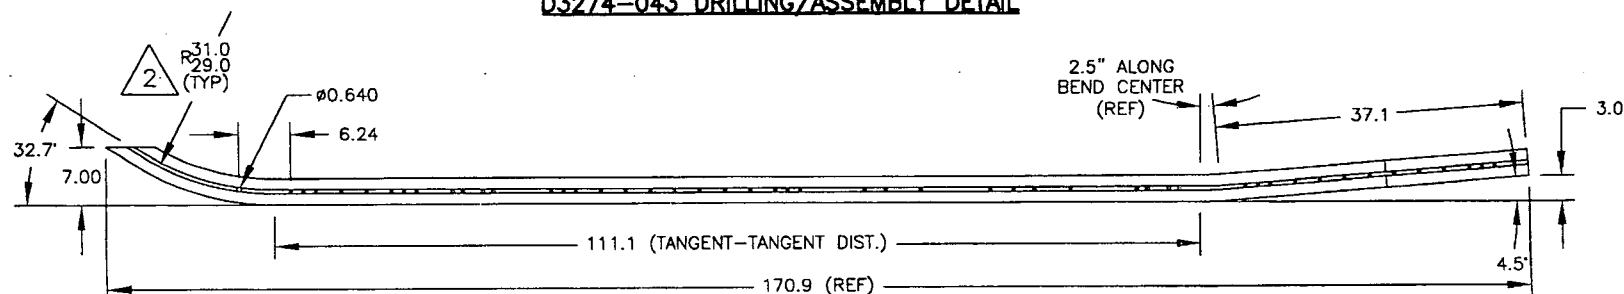 D3274-043 DRILLING/ASSEMBLY DETAIL
2
R31.0
29.0
(TYP)
ø0.640
6.24
2.5" ALONG
BEND CENTER
(REF)
37.1
3.0
32.7°
7.00
111.1 (TANGENT-TANGENT DIST.)
4.5°
170.9 (REF)